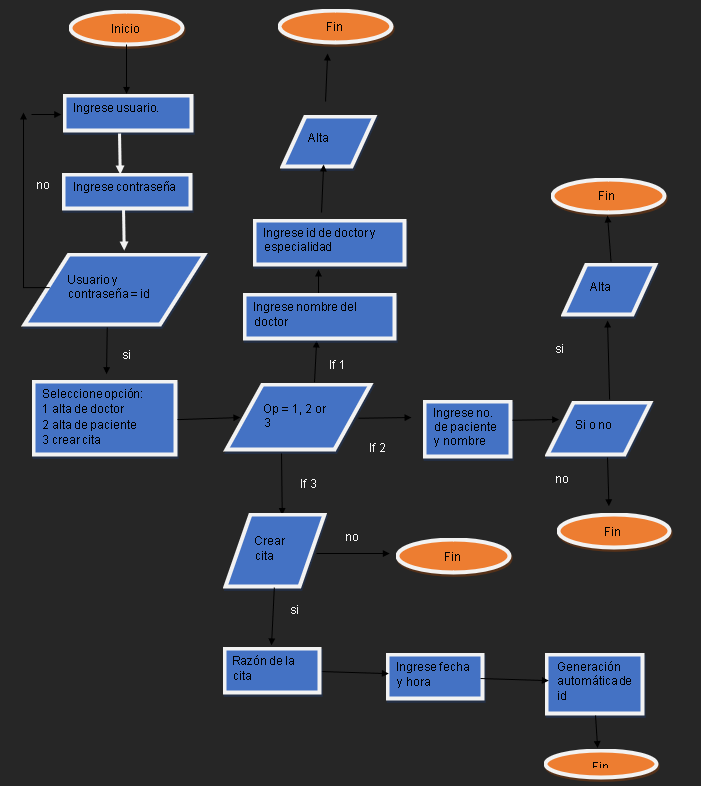 Inicio
Fin
Ingrese usuario.
Alta
no
Ingrese contraseña
Fin
Ingrese id de doctor y
especialidad
Usuario y
contraseña = id
Alta
Ingrese nombre del
doctor
si
si
If 1
Seleccione opción:
1 alta de doctor
2 alta de paciente
3 crear cita
Op = 1, 2 or
3
If 2
Ingrese no.
de paciente
y nombre
Si o no
If 3
no
Crear
cita
no
Fin
Fin
si
Razón de la
cita
Ingrese fecha
y hora
Generación
automática de
id
Fin